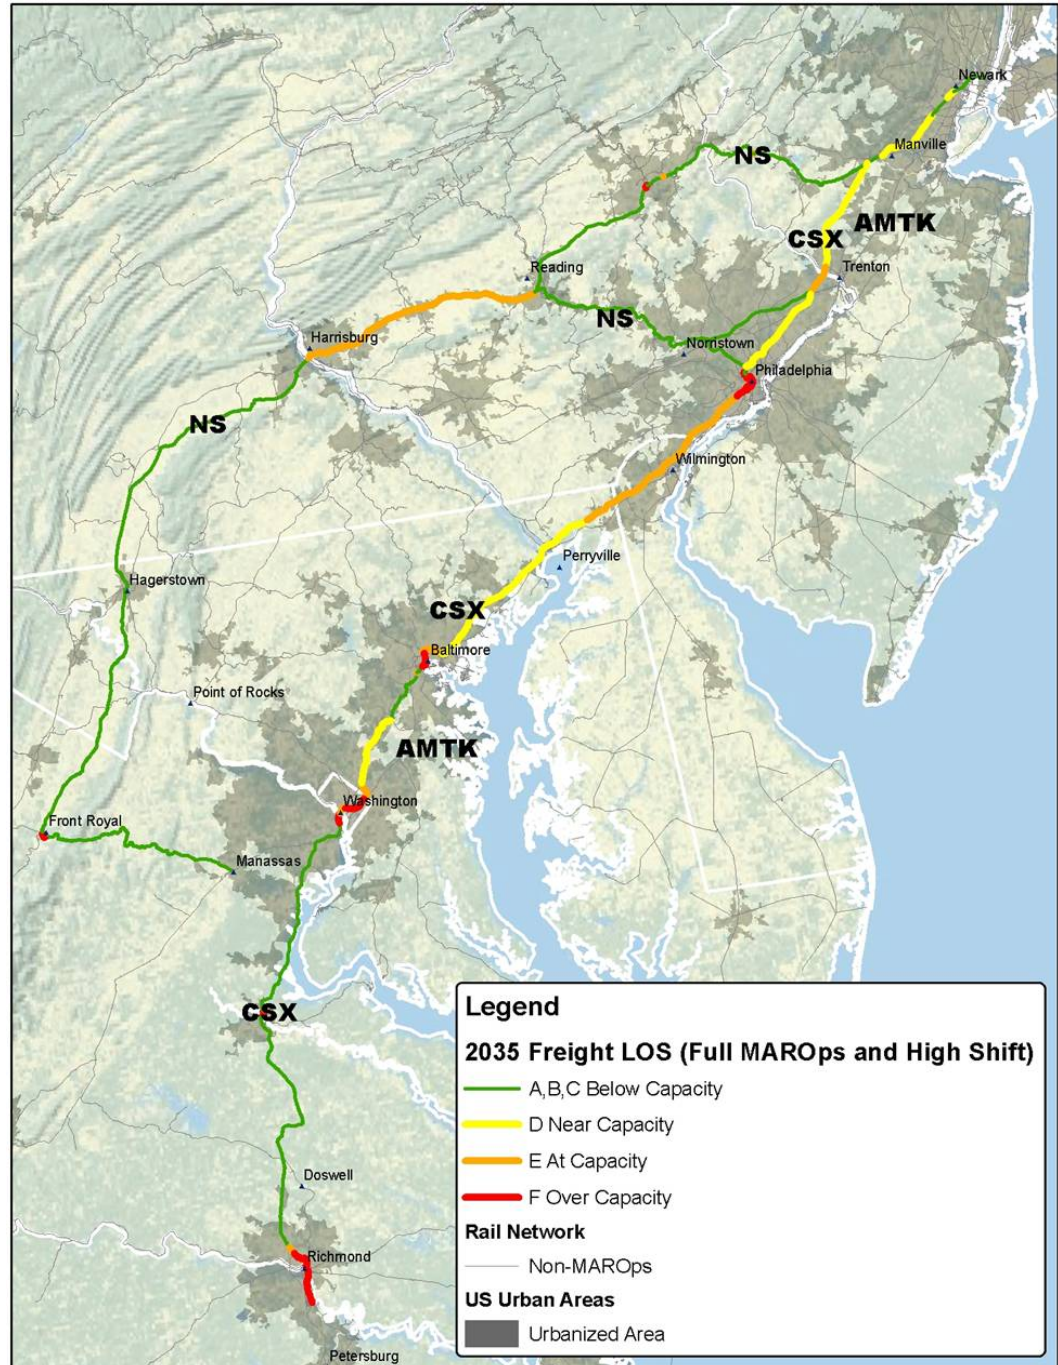 Newark
Manville
NS
AMTK
CSX
Trenton
Reading
NS
Harrisburg
Norristown
Philadelphia
NS
Wilmington
Perryville
Hagerstown
CSX
Baltimore
Point of Rocks
AMTK
Washington
Front Royal
Manassas
CSX
Doswell
Richmond
Petersburg
Legend
2035 Freight LOS (Full MAROps and High Shift)
A,B,C Below Capacity
D Near Capacity
E At Capacity
F Over Capacity
Rail Network
Non-MAROps
US Urban Areas
Urbanized Area